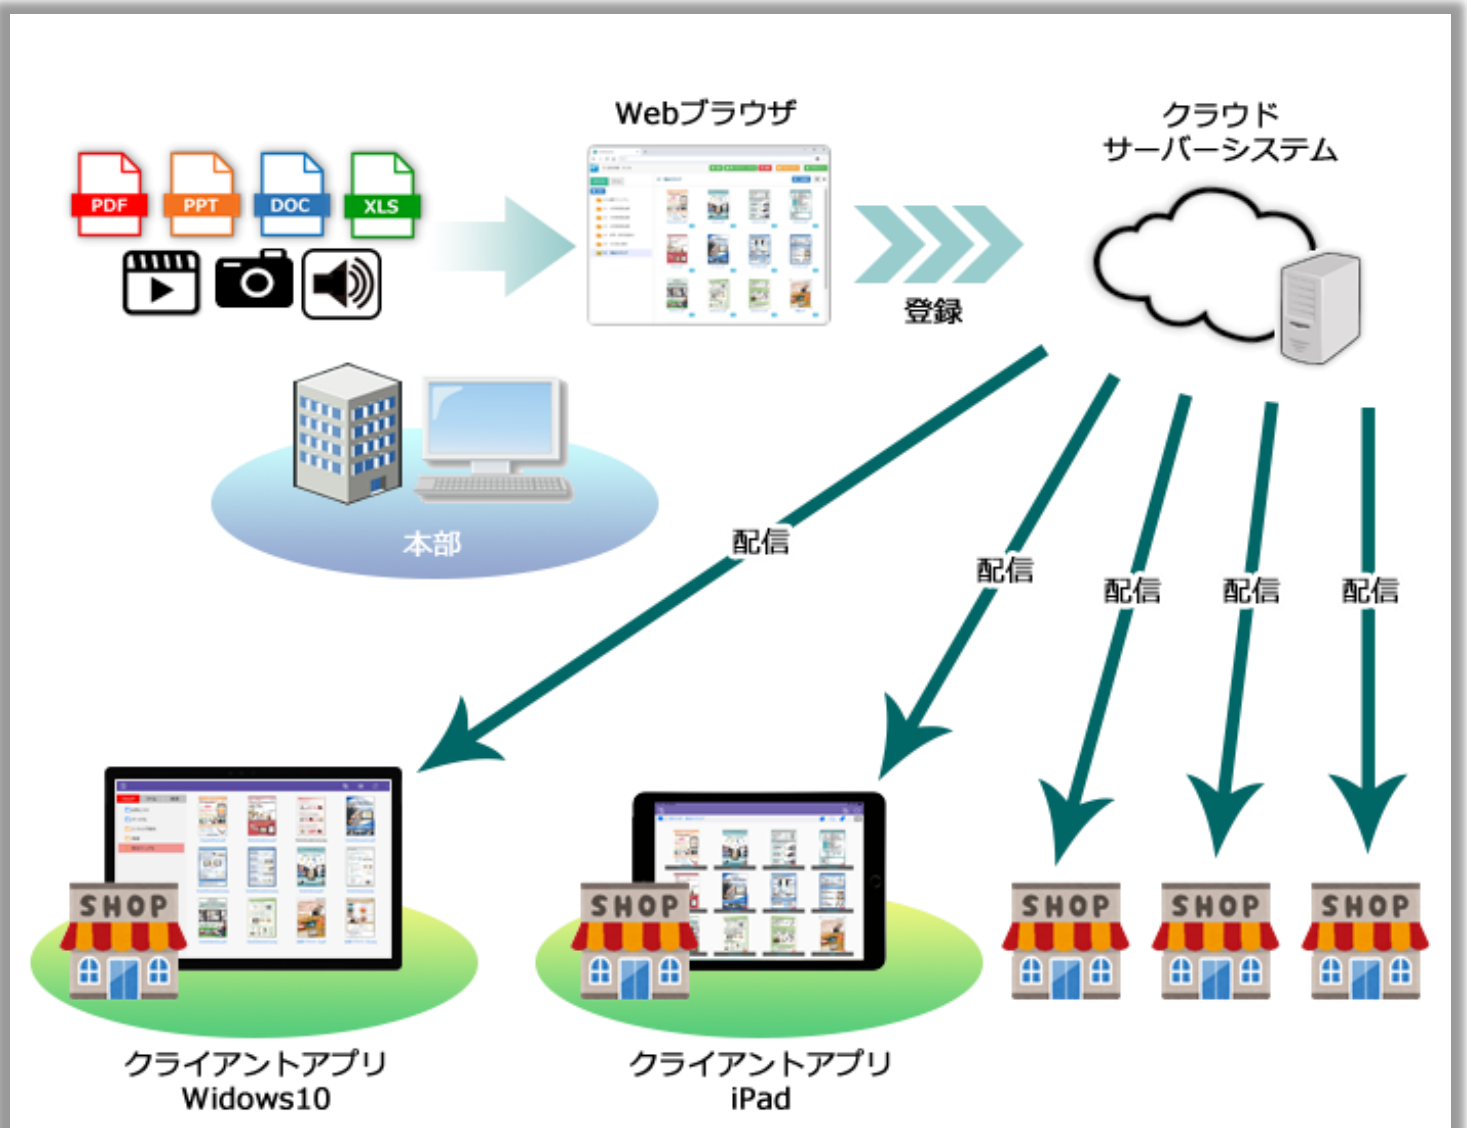 Webブラウザ
クラウド
サーバーシステム
PDF
PPT
DOC
XLS
登録
本部
配信
配信
配信
配信
配信
SHOP
SHOP
SHOP
SHOP
SHOP
クライアントアプリ
Widows10
クライアントアプリ
iPad